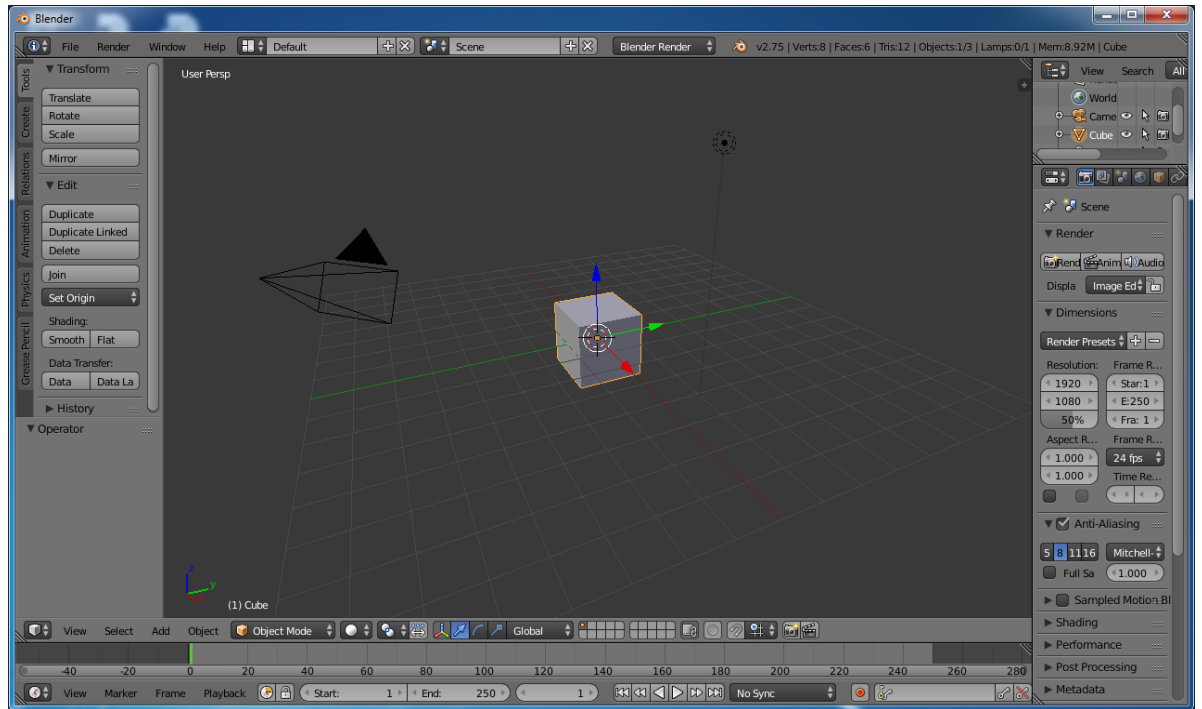 Blender
File Render Window Help Default Scene Blender Render v2.75 | Verts:8 | Faces:6 | Tris:12 | Objects:1/3 | Lamps:0/1 | Mem:8.92M | Cube
Tools
Create
Relations
Animation
Physics
Grease Pencil
Transform
Translate
Rotate
Scale
Mirror
Edit
Duplicate
Duplicate Linked
Delete
Join
Set Origin
Shading:
Smooth Flat
Data Transfer:
Data Data La
History
Operator
User Persp
z
y
(1) Cube
View Search All
World
Came
Cube
Scene
Render
Rend Anim Audio
Displa Image Ed
Dimensions
Render Presets
Resolution: Frame R...
1920 Star:1
1080 E:250
50% Fra: 1
Aspect R... Frame R...
1.000 24 fps
1.000 Time Re...
Anti-Aliasing
5 8 11 16 Mitchell-
Full Sa 1.000
Sampled Motion Bl
Shading
Performance
Post Processing
Metadata
View Select Add Object Object Mode Global
-40 -20 0 20 40 60 80 100 120 140 160 180 200 220 240 260 280
View Marker Frame Playback Start: 1 End: 250 1 No Sync